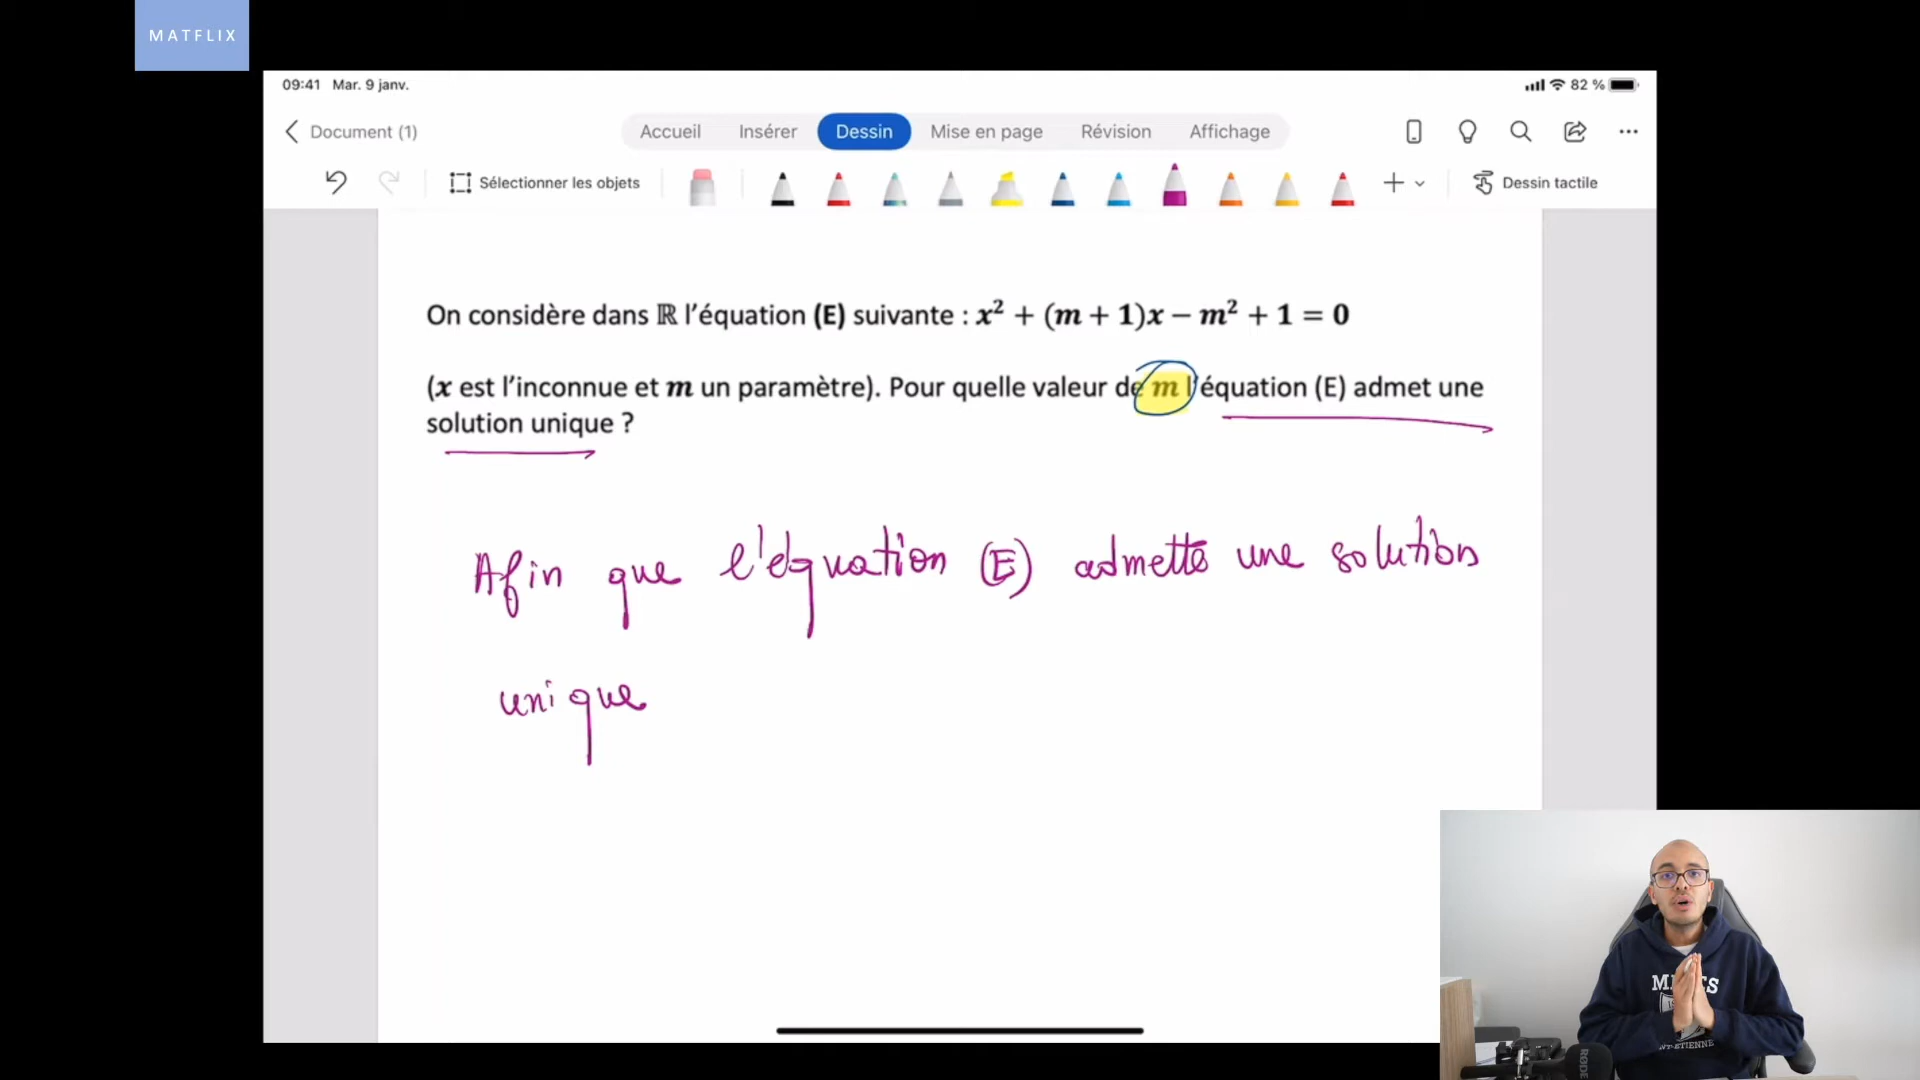 MATFLIX
09:41 Mar. 9 janv.
82 %
Document (1)
Accueil Insérer Dessin Mise en page Révision Affichage
Sélectionner les objets
Dessin tactile
On considère dans ℝ l'équation (E) suivante : x² + (m + 1)x − m² + 1 = 0
(x est l'inconnue et m un paramètre). Pour quelle valeur de m l'équation (E) admet une
solution unique ?
Afin que l'équation (E) admette une solution
unique
RØDE